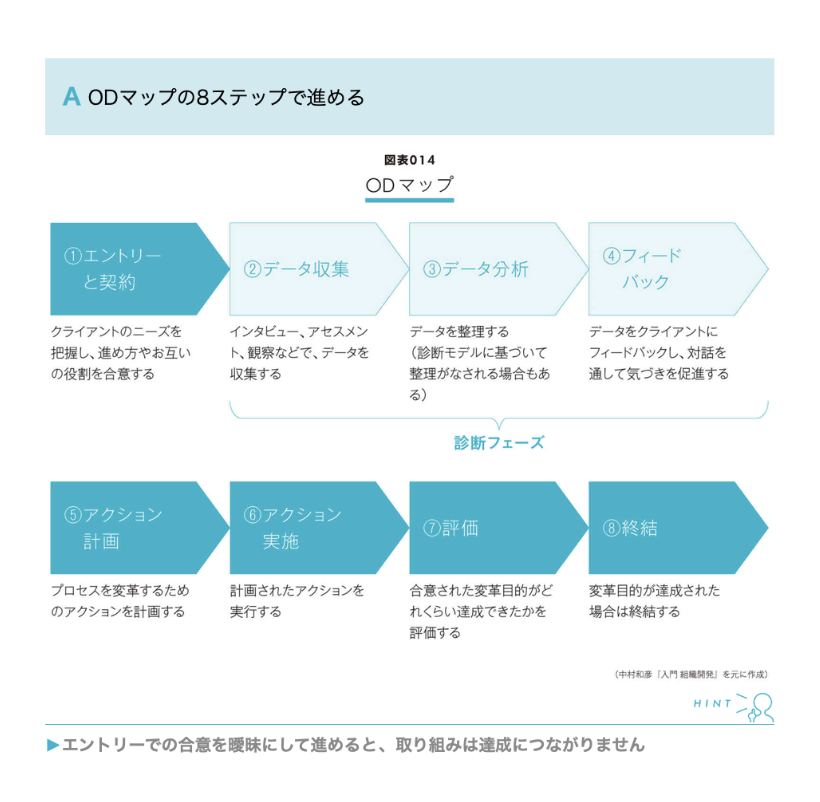 A ODマップの8ステップで進める
図表014
ODマップ
①エントリー
と契約
②データ収集
③データ分析
④フィード
バック
クライアントのニーズを
把握し、進め方やお互い
の役割を合意する
インタビュー、アセスメン
ト、観察などで、データを
収集する
データを整理する
（診断モデルに基づいて
整理がなされる場合もあ
る）
データをクライアントに
フィードバックし、対話を
通して気づきを促進する
診断フェーズ
⑤アクション
計画
⑥アクション
実施
⑦評価
⑧終結
プロセスを変革するため
のアクションを計画する
計画されたアクションを
実行する
合意された変革目的がど
れくらい達成できたかを
評価する
変革目的が達成された
場合は終結する
（中村和彦『入門 組織開発』を元に作成）
HINT
▶エントリーでの合意を曖昧にして進めると、取り組みは達成につながりません